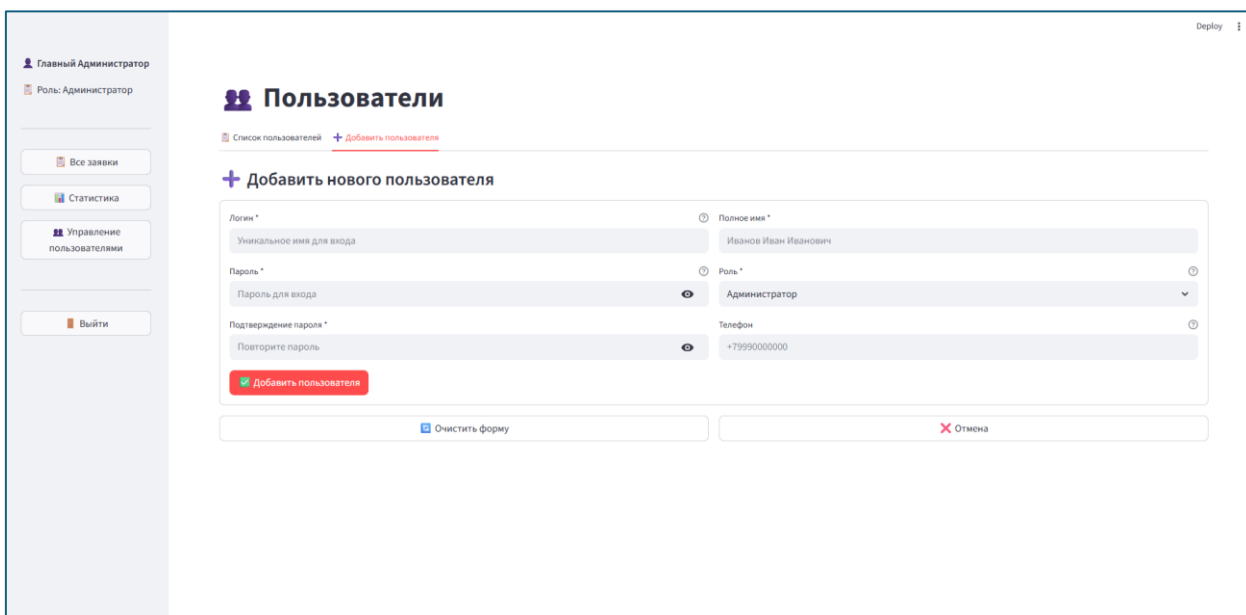 Deploy
Главный Администратор
Роль: Администратор
Все заявки
Статистика
Управление
пользователями
Выйти
Пользователи
Список пользователей Добавить пользователя
Добавить нового пользователя
Логин * Полное имя *
Уникальное имя для входа Иванов Иван Иванович
Пароль * Роль *
Пароль для входа Администратор
Подтверждение пароля * Телефон
Повторите пароль +79990000000
Добавить пользователя
Очистить форму Отмена